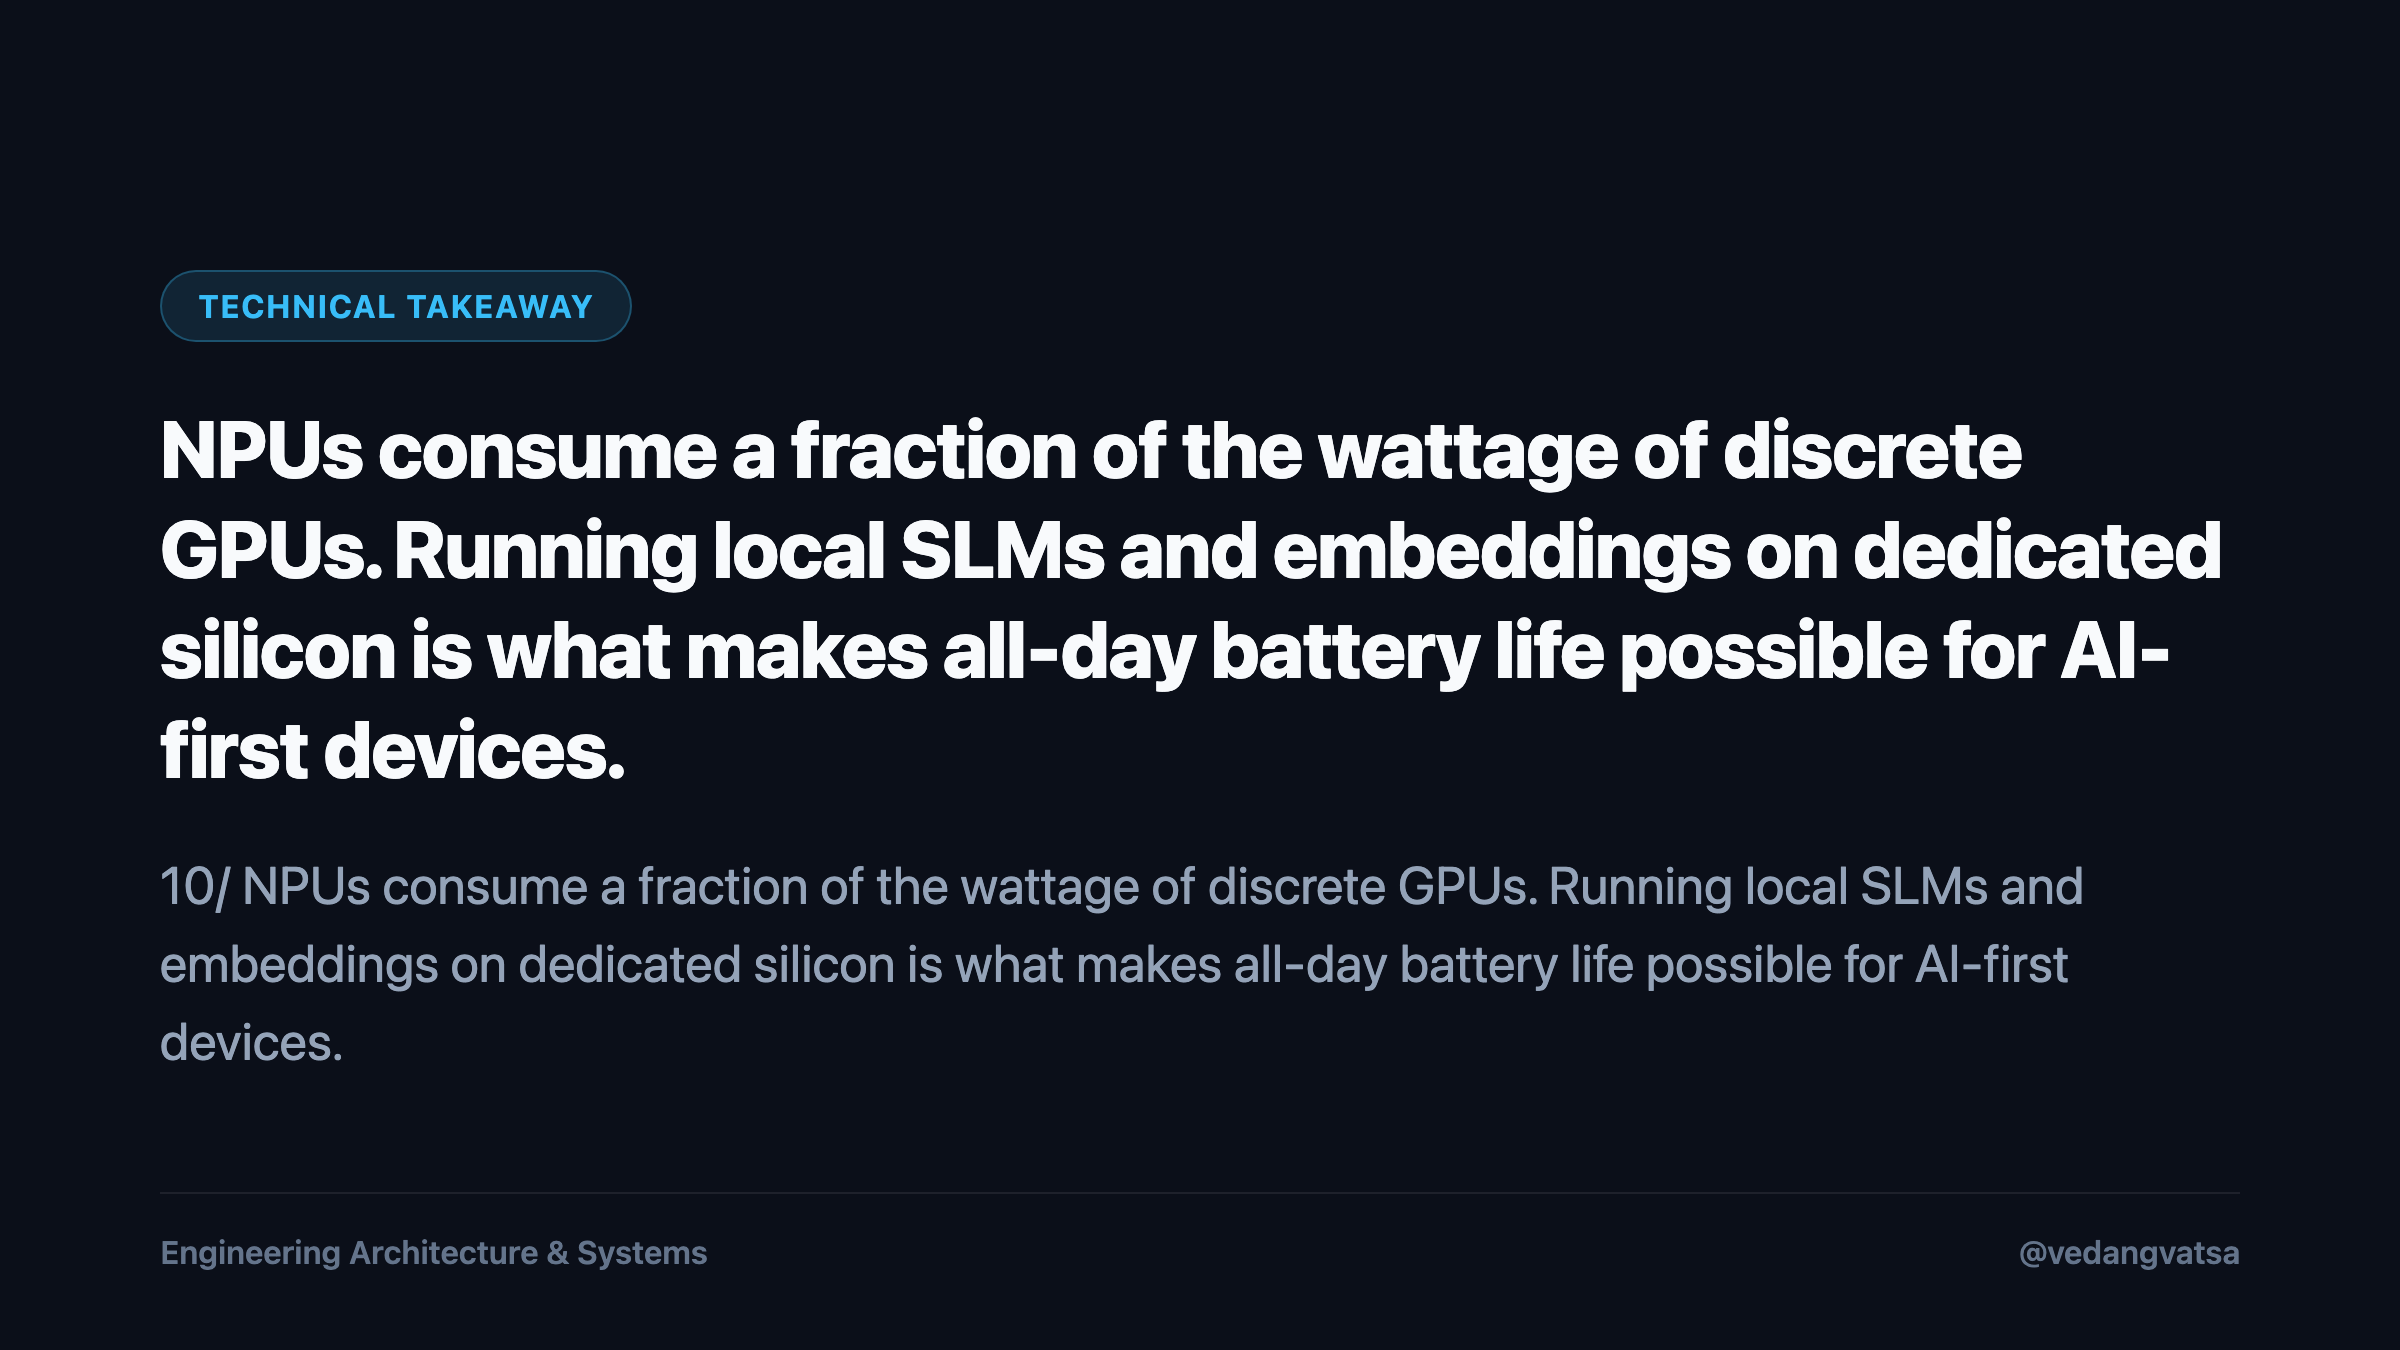 TECHNICAL TAKEAWAY
NPUs consume a fraction of the wattage of discrete
GPUs. Running local SLMs and embeddings on dedicated
silicon is what makes all-day battery life possible for AI-
first devices.
10/ NPUs consume a fraction of the wattage of discrete GPUs. Running local SLMs and
embeddings on dedicated silicon is what makes all-day battery life possible for AI-first
devices.
Engineering Architecture & Systems
@vedangvatsa